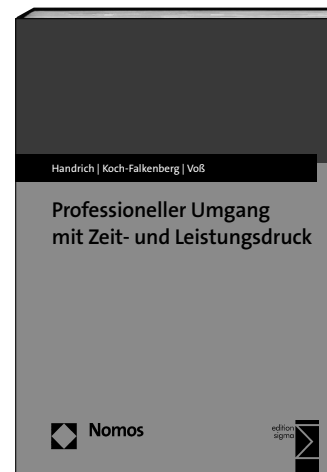 Handrich | Koch-Falkenberg | Voß
Professioneller Umgang
mit Zeit- und Leistungsdruck
Nomos
edition
sigma